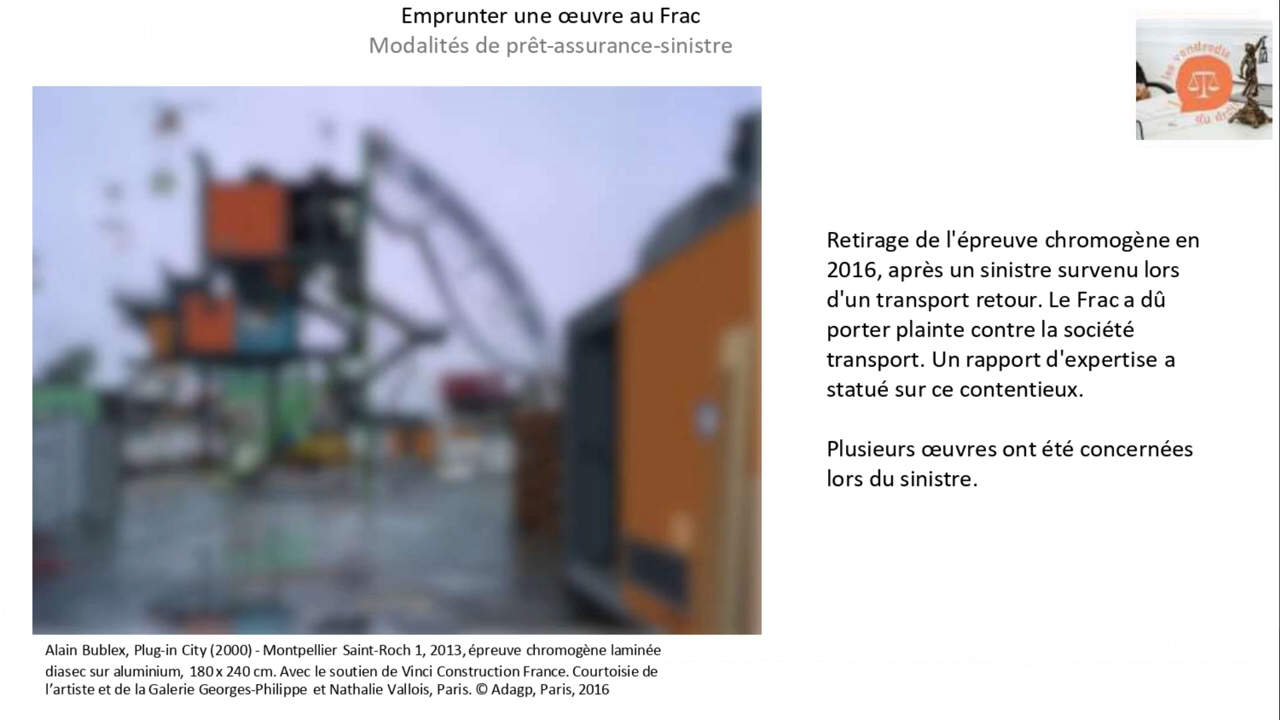 Emprunter une œuvre au Frac
Modalités de prêt-assurance-sinistre
les vendredis
du droit
Retirage de l'épreuve chromogène en
2016, après un sinistre survenu lors
d'un transport retour. Le Frac a dû
porter plainte contre la société
transport. Un rapport d'expertise a
statué sur ce contentieux.
Plusieurs œuvres ont été concernées
lors du sinistre.
Alain Bublex, Plug-in City (2000) - Montpellier Saint-Roch 1, 2013, épreuve chromogène laminée
diasec sur aluminium, 180 x 240 cm. Avec le soutien de Vinci Construction France. Courtoisie de
l’artiste et de la Galerie Georges-Philippe et Nathalie Vallois, Paris. © Adagp, Paris, 2016